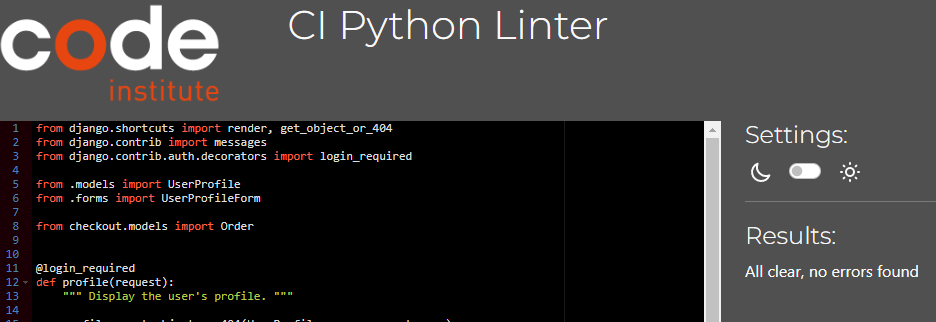 code
institute
CI Python Linter
1 from django.shortcuts import render, get_object_or_404
2 from django.contrib import messages
3 from django.contrib.auth.decorators import login_required
4
5 from .models import UserProfile
6 from .forms import UserProfileForm
7
8 from checkout.models import Order
9
10
11 @login_required
12 def profile(request):
13 """ Display the user's profile. """
14
Settings:
Results:
All clear, no errors found